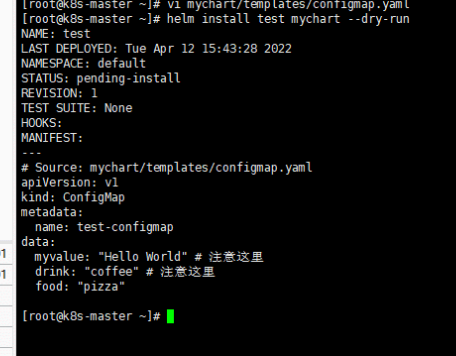 [root@k8s-master ~]# vi mychart/templates/configmap.yaml
[root@k8s-master ~]# helm install test mychart --dry-run
NAME: test
LAST DEPLOYED: Tue Apr 12 15:43:28 2022
NAMESPACE: default
STATUS: pending-install
REVISION: 1
TEST SUITE: None
HOOKS:
MANIFEST:
---
# Source: mychart/templates/configmap.yaml
apiVersion: v1
kind: ConfigMap
metadata:
  name: test-configmap
data:
  myvalue: "Hello World" # 注意这里
  drink: "coffee" # 注意这里
  food: "pizza"

[root@k8s-master ~]#